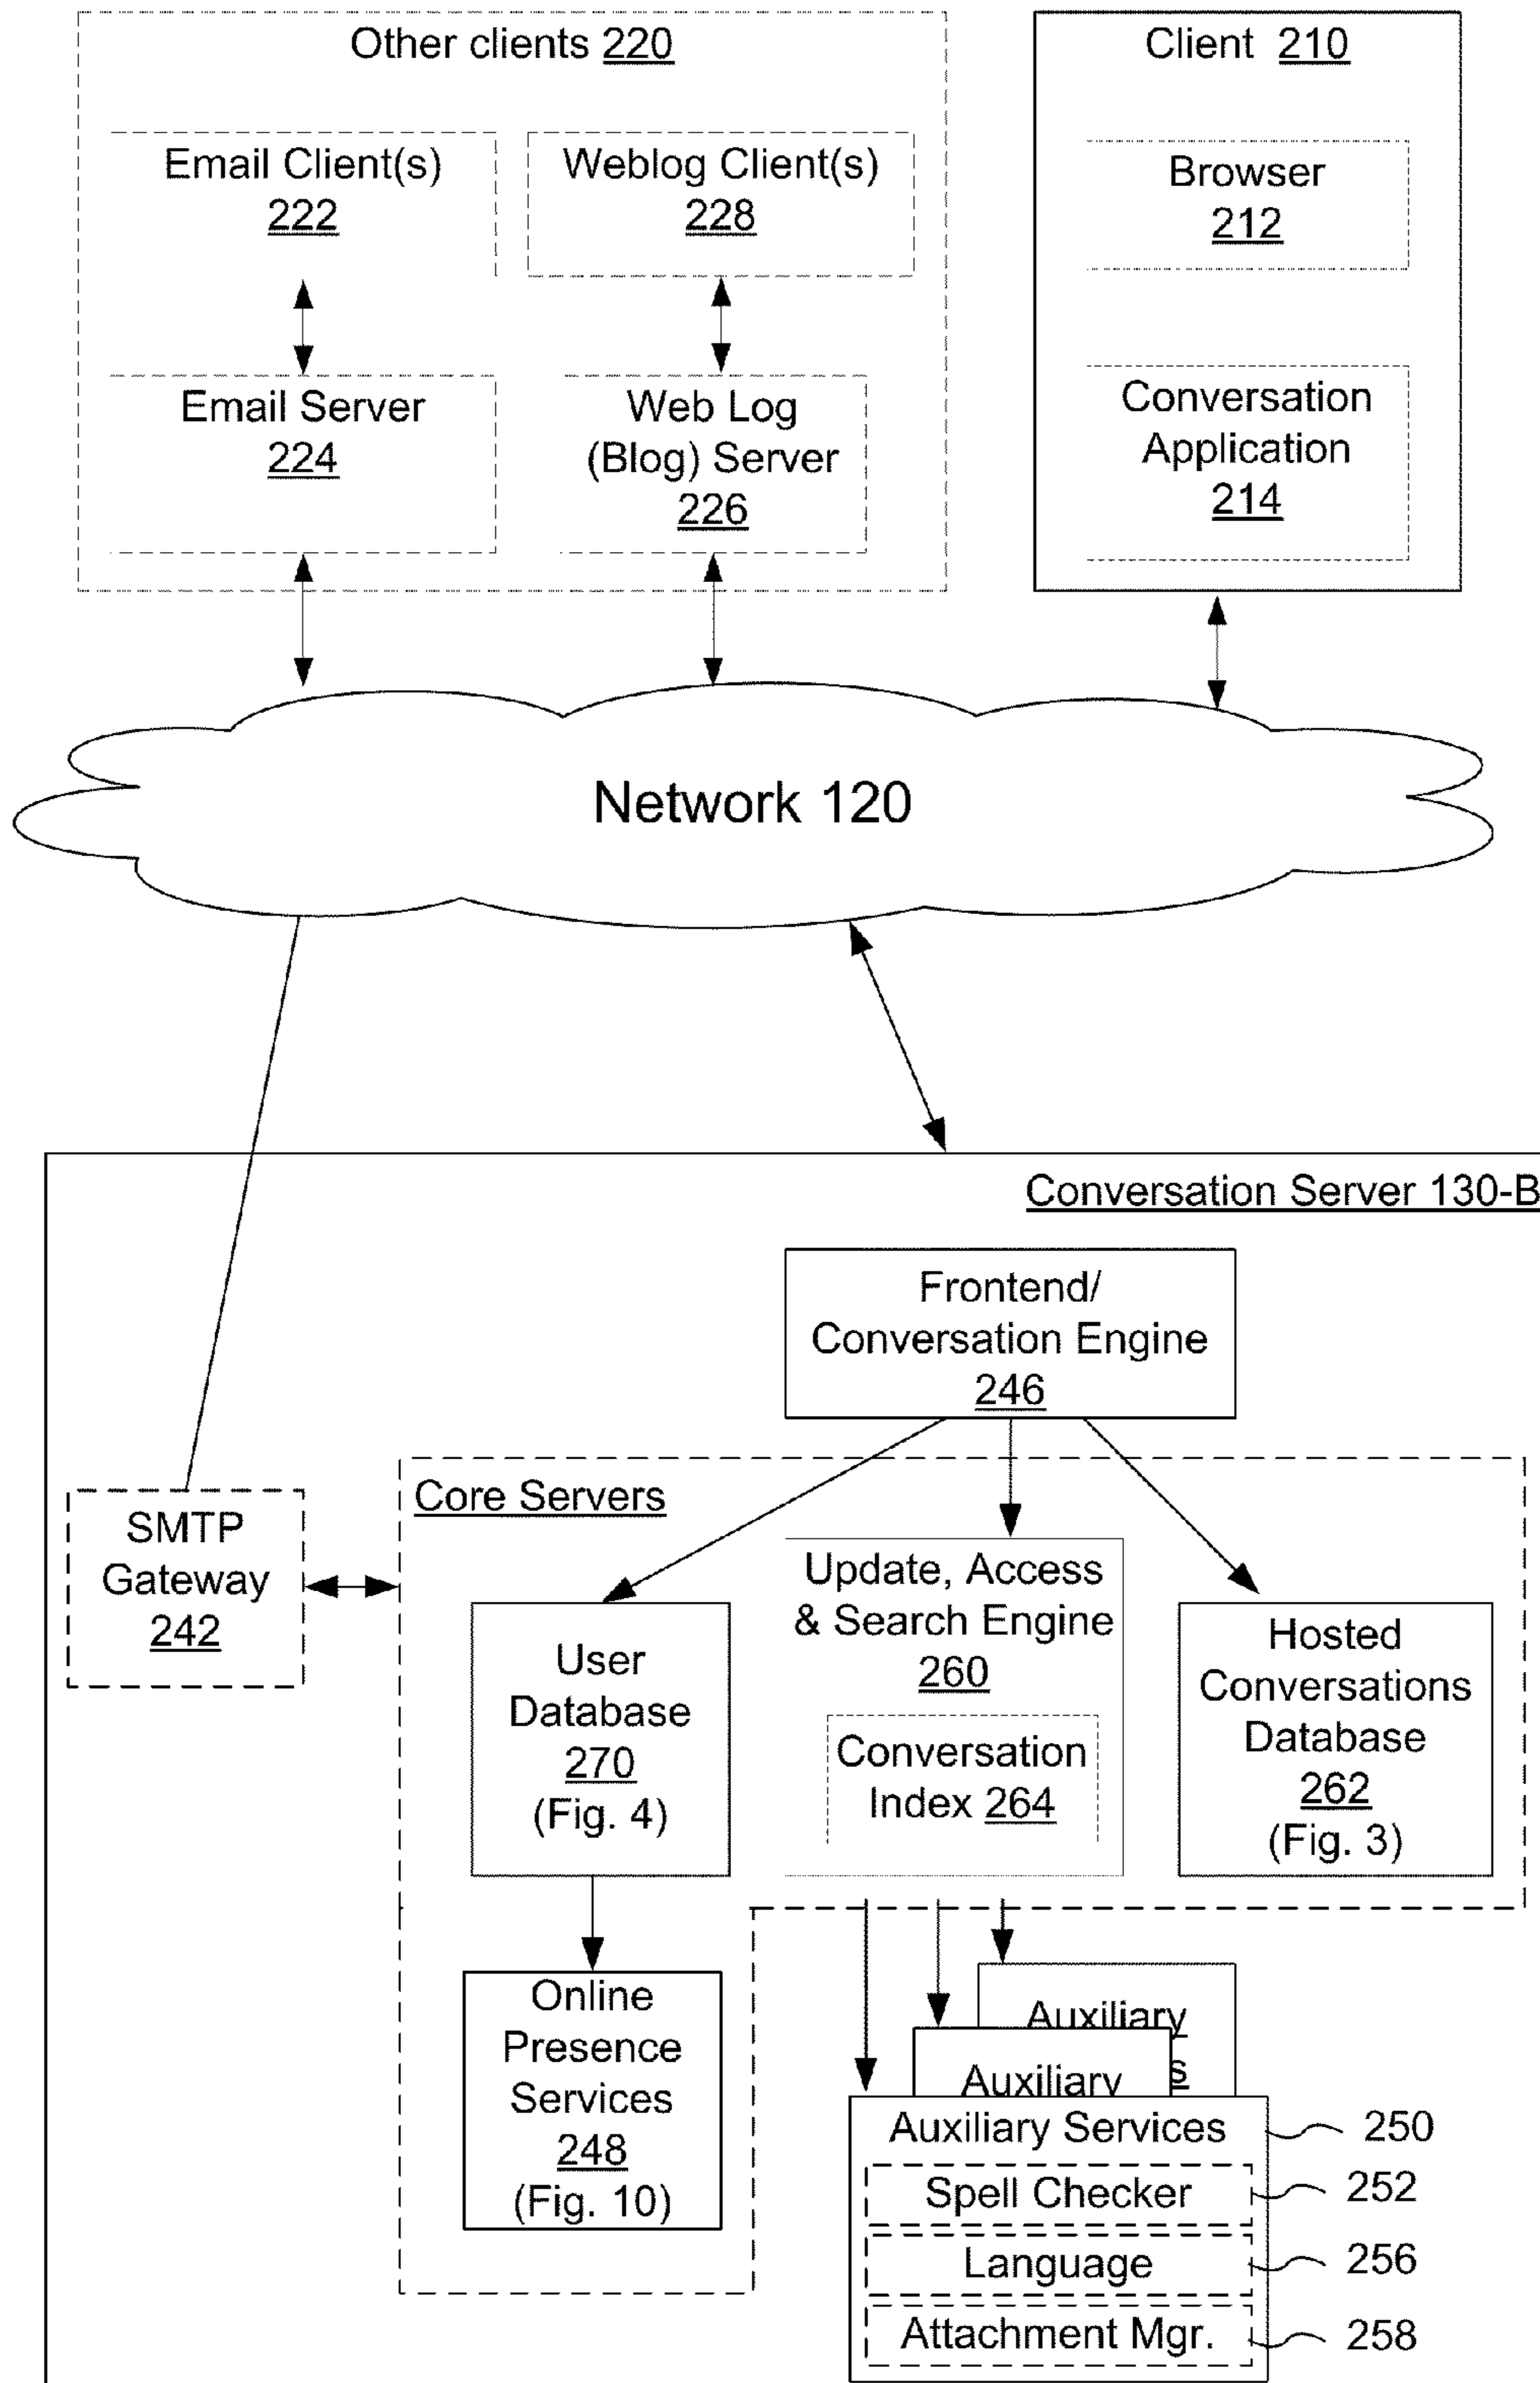 Other clients 220
Email Client(s)
222
Weblog Client(s)
228
Email Server
224
Web Log
(Blog) Server
226
Client 210
Browser
212
Conversation
Application
214
Network 120
Conversation Server 130-B
Frontend/
Conversation Engine
246
SMTP
Gateway
242
Core Servers
User
Database
270
(Fig. 4)
Update, Access
& Search Engine
260
Conversation
Index 264
Hosted
Conversations
Database
262
(Fig. 3)
Online
Presence
Services
248
(Fig. 10)
Auxiliary
s
Auxiliary
Auxiliary Services 250
Spell Checker 252
Language 256
Attachment Mgr. 258